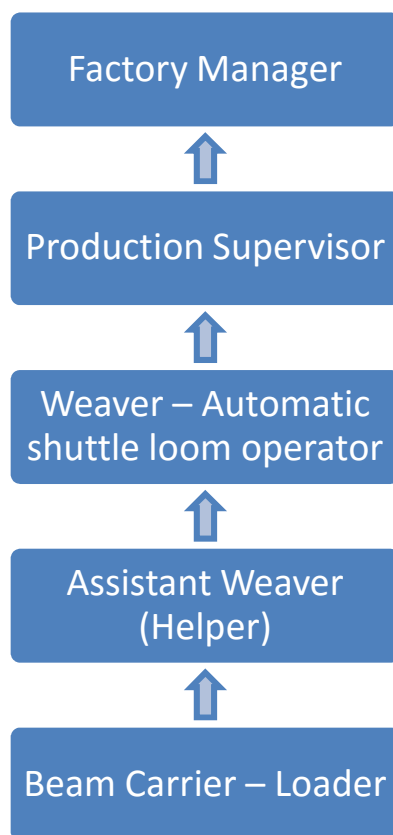 Factory Manager
Production Supervisor
Weaver – Automatic
shuttle loom operator
Assistant Weaver
(Helper)
Beam Carrier – Loader